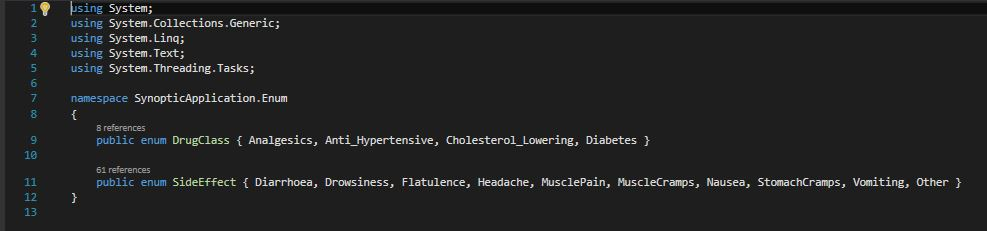 1 using System;
2 using System.Collections.Generic;
3 using System.Linq;
4 using System.Text;
5 using System.Threading.Tasks;
6
7 namespace SynopticApplication.Enum
8 {
8 references
9 public enum DrugClass { Analgesics, Anti_Hypertensive, Cholesterol_Lowering, Diabetes }
10
61 references
11 public enum SideEffect { Diarrhoea, Drowsiness, Flatulence, Headache, MusclePain, MuscleCramps, Nausea, StomachCramps, Vomiting, Other }
12 }
13